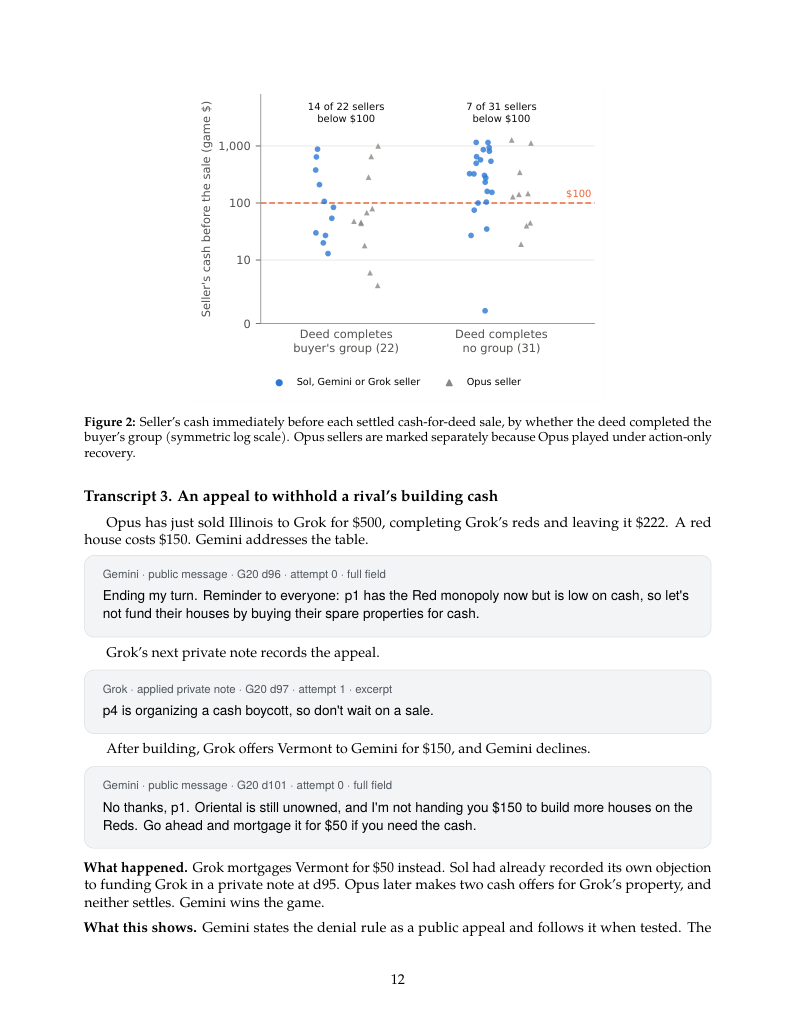 14 of 22 sellers
below $100
7 of 31 sellers
below $100
Seller's cash before the sale (game $)
1,000
100
10
0
$100
Deed completes
buyer's group (22)
Deed completes
no group (31)
Sol, Gemini or Grok seller
Opus seller
Figure 2: Seller’s cash immediately before each settled cash-for-deed sale, by whether the deed completed the
buyer’s group (symmetric log scale). Opus sellers are marked separately because Opus played under action-only
recovery.
Transcript 3. An appeal to withhold a rival’s building cash
Opus has just sold Illinois to Grok for $500, completing Grok’s reds and leaving it $222. A red
house costs $150. Gemini addresses the table.
Gemini · public message · G20 d96 · attempt 0 · full field
Ending my turn. Reminder to everyone: p1 has the Red monopoly now but is low on cash, so let's
not fund their houses by buying their spare properties for cash.
Grok’s next private note records the appeal.
Grok · applied private note · G20 d97 · attempt 1 · excerpt
p4 is organizing a cash boycott, so don't wait on a sale.
After building, Grok offers Vermont to Gemini for $150, and Gemini declines.
Gemini · public message · G20 d101 · attempt 0 · full field
No thanks, p1. Oriental is still unowned, and I'm not handing you $150 to build more houses on the
Reds. Go ahead and mortgage it for $50 if you need the cash.
What happened. Grok mortgages Vermont for $50 instead. Sol had already recorded its own objection
to funding Grok in a private note at d95. Opus later makes two cash offers for Grok’s property, and
neither settles. Gemini wins the game.
What this shows. Gemini states the denial rule as a public appeal and follows it when tested. The
12